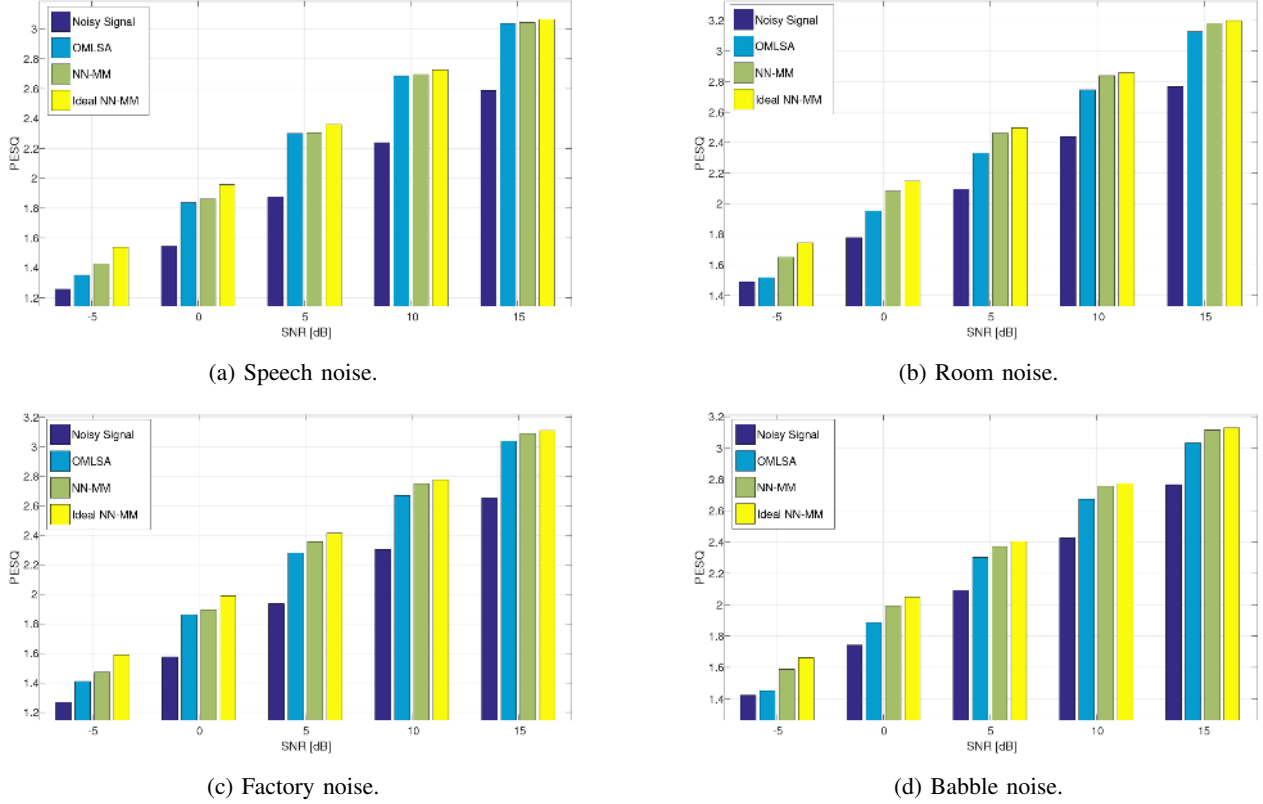 3
2.8
2.6
2.4
2.2
2
1.8
1.6
1.4
1.2
PESQ
Noisy Signal
OMLSA
NN-MM
Ideal NN-MM
-5
0
5
10
15
SNR [dB]
(a) Speech noise.
3.2
3
2.8
2.6
2.4
2.2
2
1.8
1.6
1.4
PESQ
Noisy Signal
OMLSA
NN-MM
Ideal NN-MM
-5
0
5
10
15
SNR [dB]
(b) Room noise.
3.2
3
2.8
2.6
2.4
2.2
2
1.8
1.6
1.4
1.2
PESQ
Noisy Signal
OMLSA
NN-MM
Ideal NN-MM
-5
0
5
10
15
SNR [dB]
(c) Factory noise.
3.2
3
2.8
2.6
2.4
2.2
2
1.8
1.6
1.4
PESQ
Noisy Signal
OMLSA
NN-MM
Ideal NN-MM
-5
0
5
10
15
SNR [dB]
(d) Babble noise.